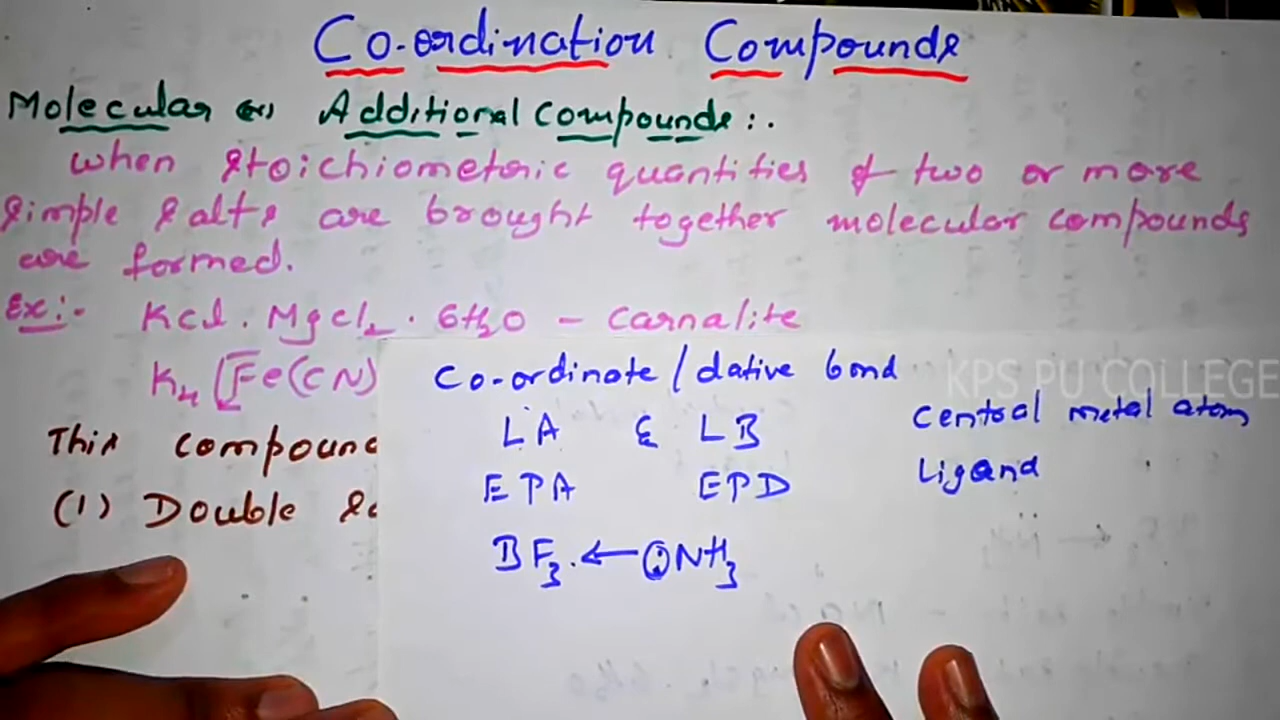 Co-ordination Compounds
Molecular (or) Additional Compounds:.
When stoichiometric quantities of two or more
simple salts are brought together molecular compounds
are formed.
Ex:- KCl . MgCl2 . 6H2O - Carnalite
K4[Fe(CN)
This compound
(1) Double
Co-ordinate / dative bond
LA & LB
EPA EPD
BF3 ← :NH3
Central metal atom
Ligand
KPS PU COLLEGE